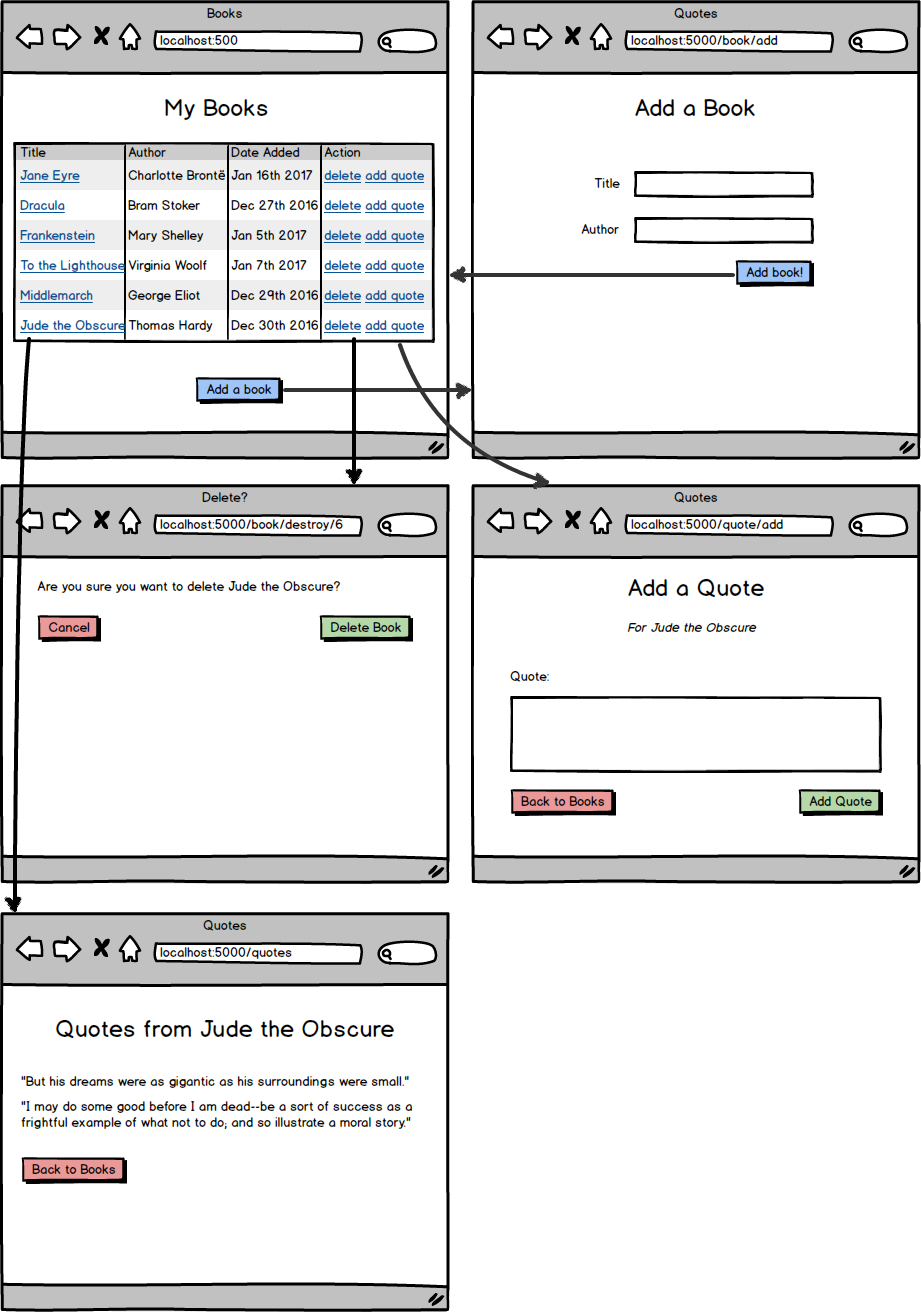 Books
localhost:500
My Books
Title Author Date Added Action
Jane Eyre Charlotte Brontë Jan 16th 2017 delete add quote
Dracula Bram Stoker Dec 27th 2016 delete add quote
Frankenstein Mary Shelley Jan 5th 2017 delete add quote
To the Lighthouse Virginia Woolf Jan 7th 2017 delete add quote
Middlemarch George Eliot Dec 29th 2016 delete add quote
Jude the Obscure Thomas Hardy Dec 30th 2016 delete add quote
Add a book
Quotes
localhost:5000/book/add
Add a Book
Title
Author
Add book!
Delete?
localhost:5000/book/destroy/6
Are you sure you want to delete Jude the Obscure?
Cancel Delete Book
Quotes
localhost:5000/quote/add
Add a Quote
For Jude the Obscure
Quote:
Back to Books Add Quote
Quotes
localhost:5000/quotes
Quotes from Jude the Obscure
"But his dreams were as gigantic as his surroundings were small."
"I may do some good before I am dead--be a sort of success as a
frightful example of what not to do; and so illustrate a moral story."
Back to Books